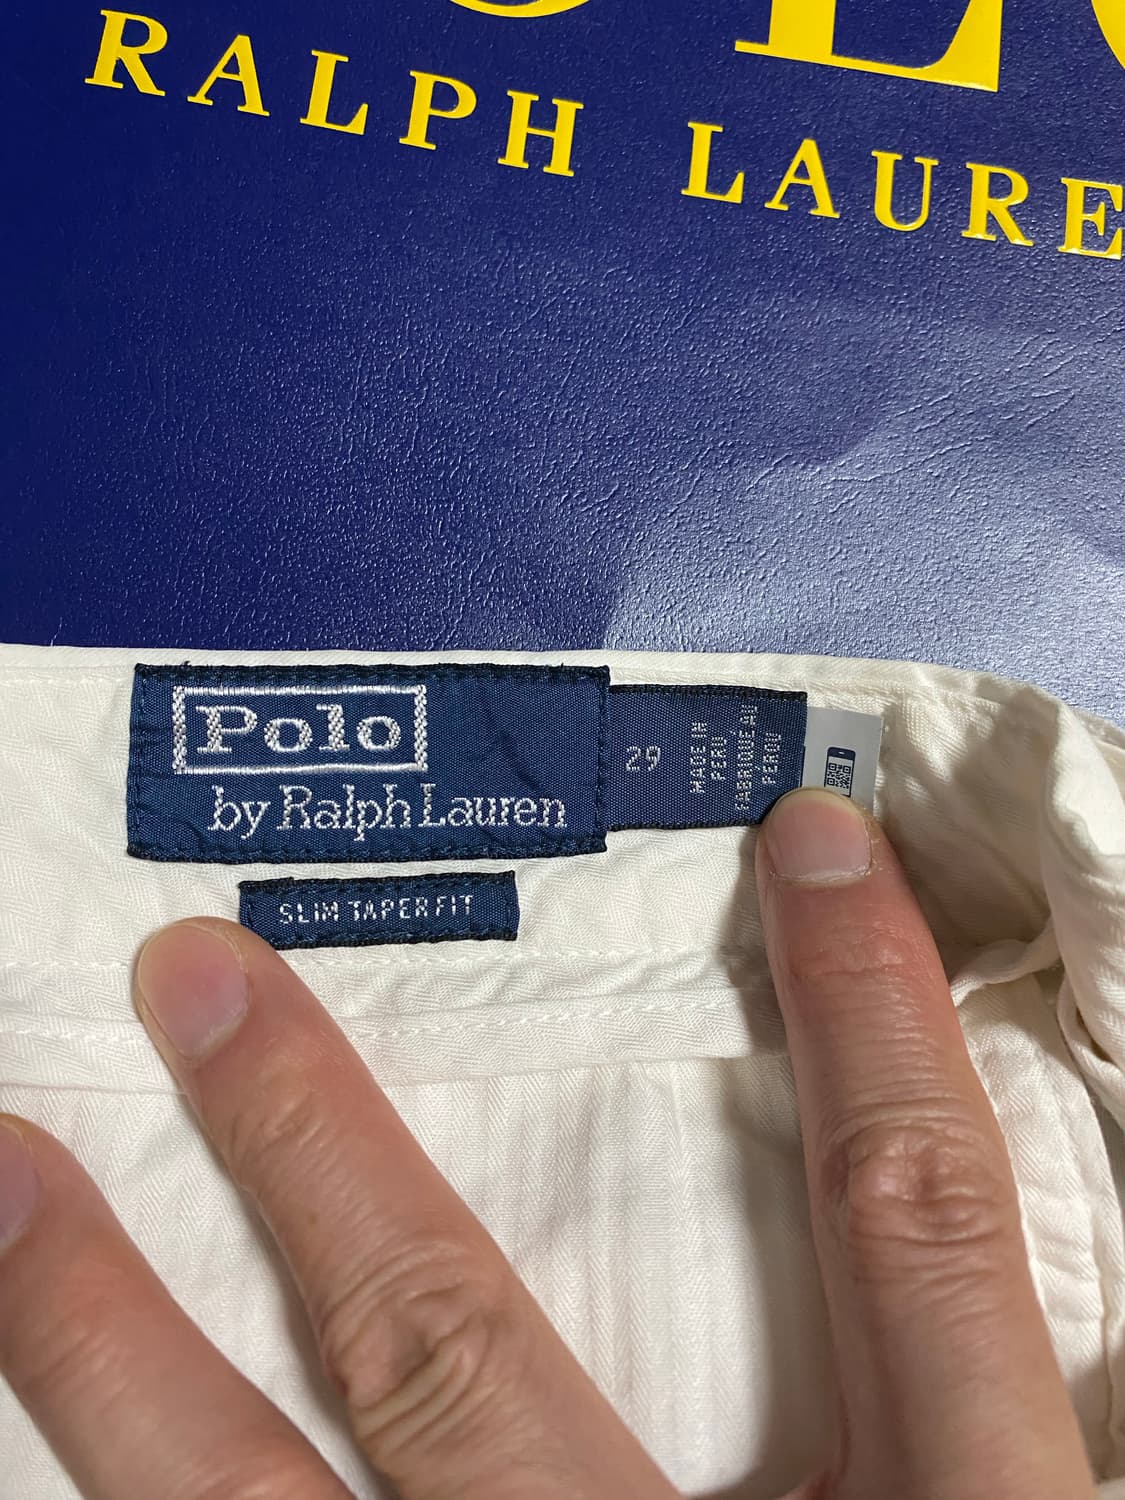 RALPH LAURE
Polo
by Ralph Lauren
29
MADE IN
PERU
FABRIQUÉ AU
PEROU
SLIM TAPER FIT